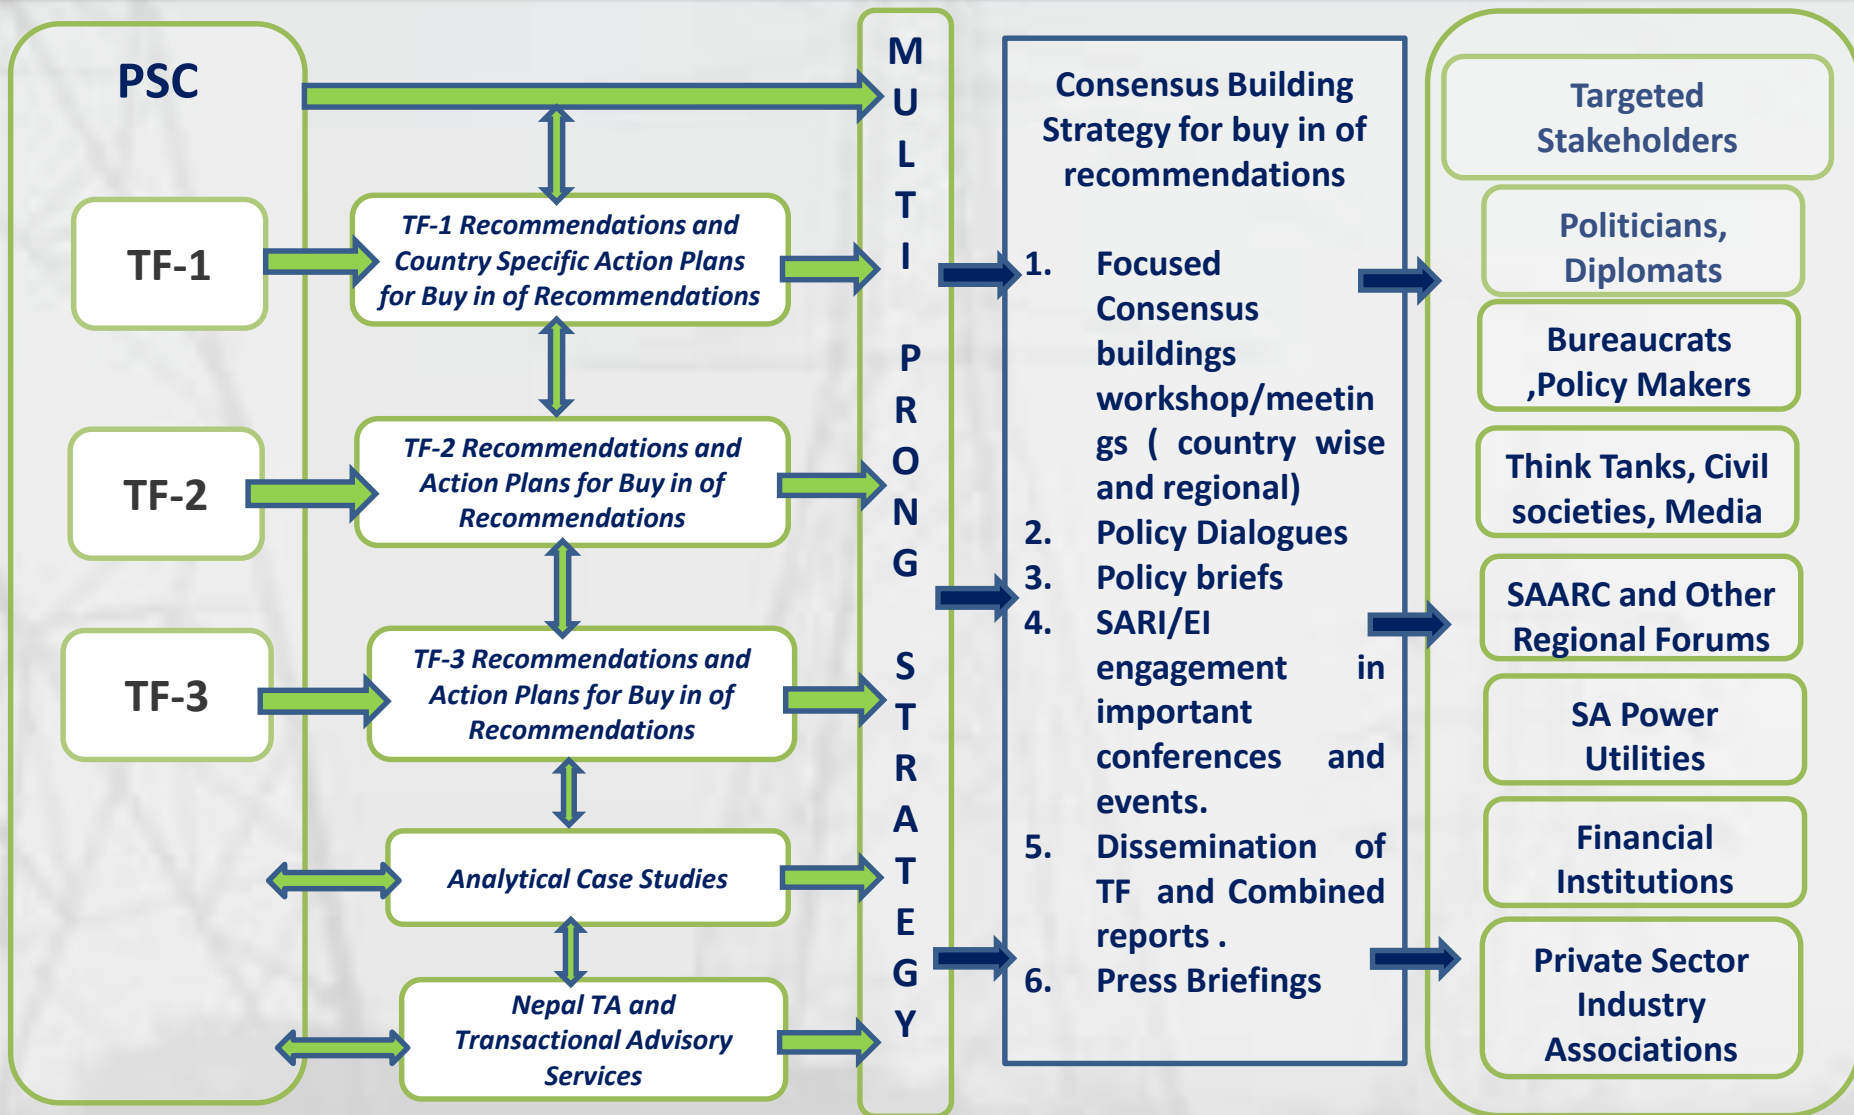 PSC
TF-1
TF-2
TF-3
TF-1 Recommendations and
Country Specific Action Plans
for Buy in of Recommendations
TF-2 Recommendations and
Action Plans for Buy in of
Recommendations
TF-3 Recommendations and
Action Plans for Buy in of
Recommendations
Analytical Case Studies
Nepal TA and
Transactional Advisory
Services
M
U
L
T
I
P
R
O
N
G
S
T
R
A
T
E
G
Y
Consensus Building
Strategy for buy in of
recommendations
1. Focused
Consensus
buildings
workshop/meetin
gs ( country wise
and regional)
2. Policy Dialogues
3. Policy briefs
4. SARI/EI
engagement in
important
conferences and
events.
5. Dissemination of
TF and Combined
reports .
6. Press Briefings
Targeted
Stakeholders
Politicians,
Diplomats
Bureaucrats
,Policy Makers
Think Tanks, Civil
societies, Media
SAARC and Other
Regional Forums
SA Power
Utilities
Financial
Institutions
Private Sector
Industry
Associations